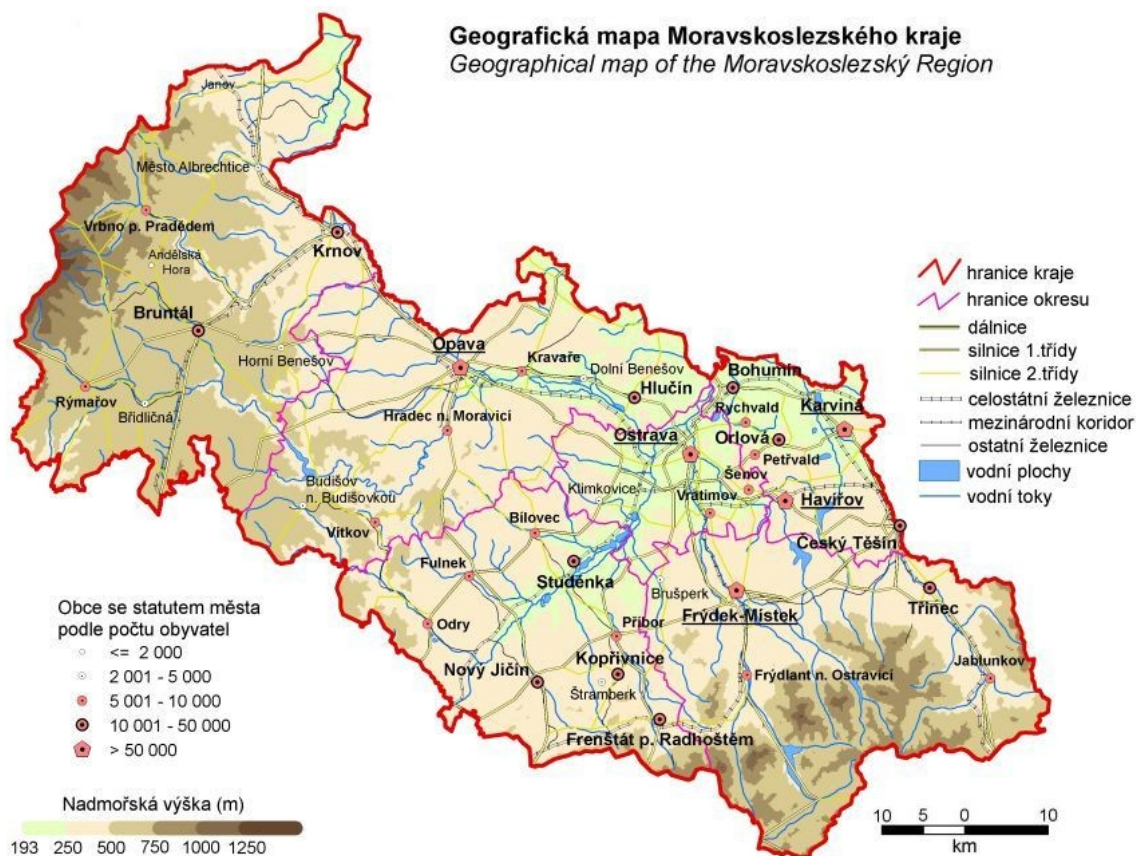 Geografická mapa Moravskoslezského kraje
Geographical map of the Moravskoslezský Region
Janov
Město Albrechtice
Vrbno p. Pradědem
Andělská
Hora
Krnov
Bruntál
Horní Benešov
Rýmařov
Břidličná
Opava
Kravaře
Dolní Benešov
Hlučín
Bohumín
Rychvald
Karviná
Hradec n. Moravicí
Ostrava
Orlová
Petřvald
Šenov
Budišov
n. Budišovkou
Klimkovice
Vratimov
Havířov
Vítkov
Bílovec
Český Těšín
Fulnek
Studénka
Brušperk
Třinec
Frýdek-Místek
Odry
Příbor
Nový Jičín
Kopřivnice
Štramberk
Frýdlant n. Ostravicí
Jablunkov
Frenštát p. Radhoštěm
hranice kraje
hranice okresu
dálnice
silnice 1.třídy
silnice 2.třídy
celostátní železnice
mezinárodní koridor
ostatní železnice
vodní plochy
vodní toky
Obce se statutem města
podle počtu obyvatel
<= 2 000
2 001 - 5 000
5 001 - 10 000
10 001 - 50 000
> 50 000
Nadmořská výška (m)
193 250 500 750 1000 1250
10 5 0 10
km